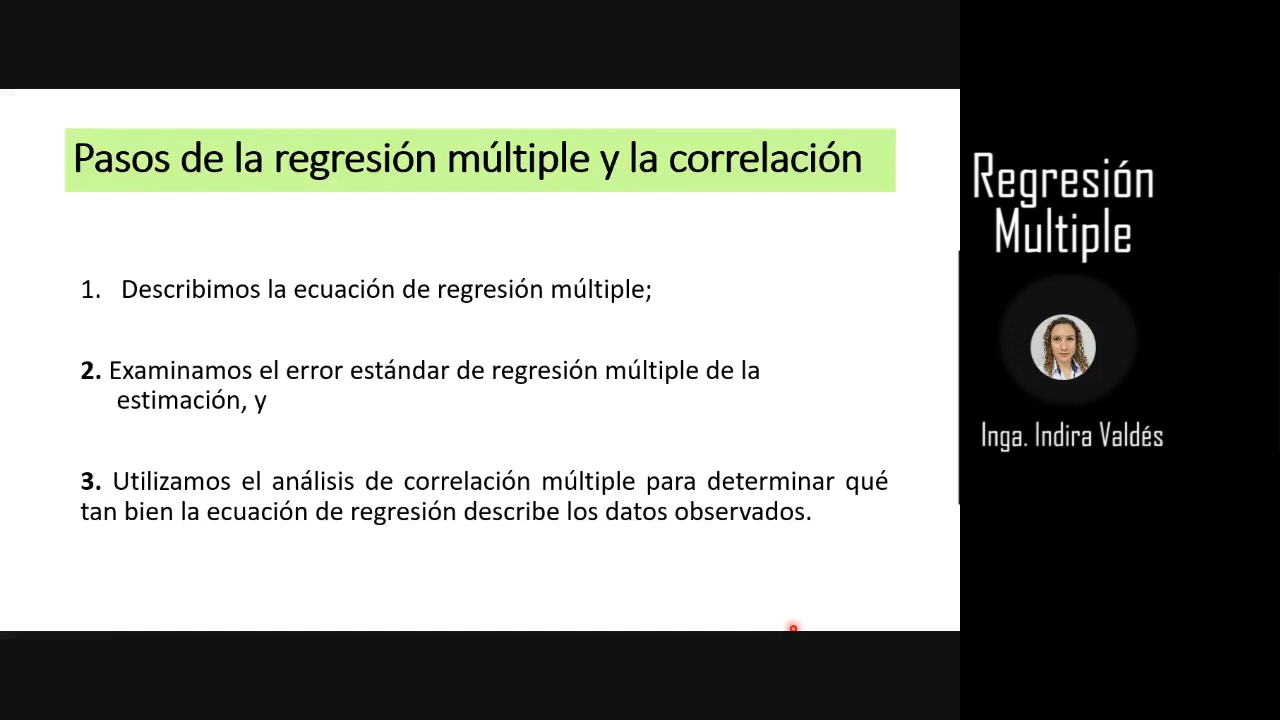 Pasos de la regresión múltiple y la correlación
1. Describimos la ecuación de regresión múltiple;
2. Examinamos el error estándar de regresión múltiple de la
estimación, y
3. Utilizamos el análisis de correlación múltiple para determinar qué
tan bien la ecuación de regresión describe los datos observados.
Regresión
Multiple
Inga. Indira Valdés